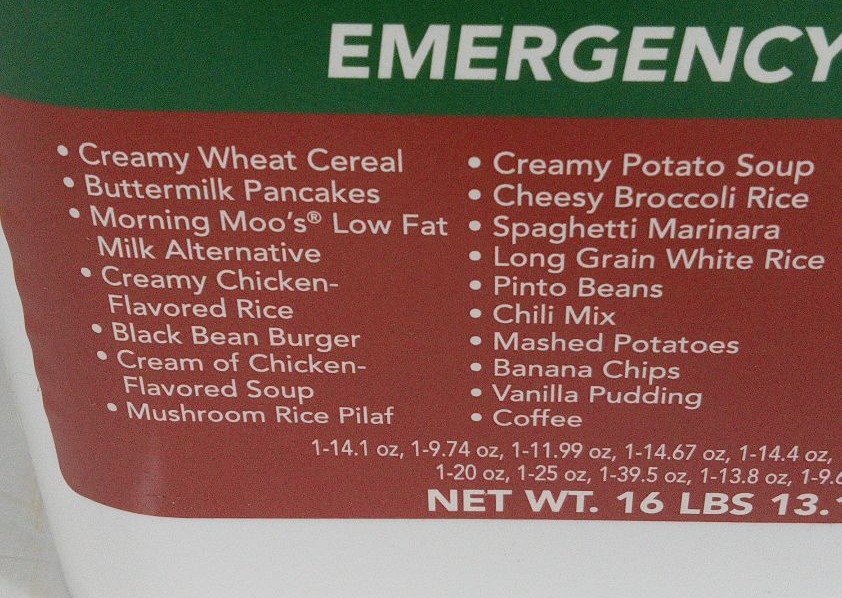 EMERGENCY
• Creamy Wheat Cereal
• Buttermilk Pancakes
• Morning Moo's® Low Fat
Milk Alternative
• Creamy Chicken-
Flavored Rice
• Black Bean Burger
• Cream of Chicken-
Flavored Soup
• Mushroom Rice Pilaf
• Creamy Potato Soup
• Cheesy Broccoli Rice
• Spaghetti Marinara
• Long Grain White Rice
• Pinto Beans
• Chili Mix
• Mashed Potatoes
• Banana Chips
• Vanilla Pudding
• Coffee
1-14.1 oz, 1-9.74 oz, 1-11.99 oz, 1-14.67 oz, 1-14.4 oz,
1-20 oz, 1-25 oz, 1-39.5 oz, 1-13.8 oz, 1-9.6
NET WT. 16 LBS 13.